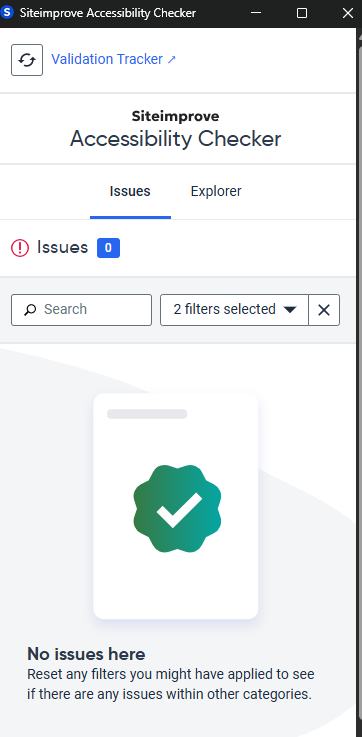 S Siteimprove Accessibility Checker
Validation Tracker ↗
Siteimprove
Accessibility Checker
Issues Explorer
Issues 0
Search 2 filters selected
No issues here
Reset any filters you might have applied to see
if there are any issues within other categories.